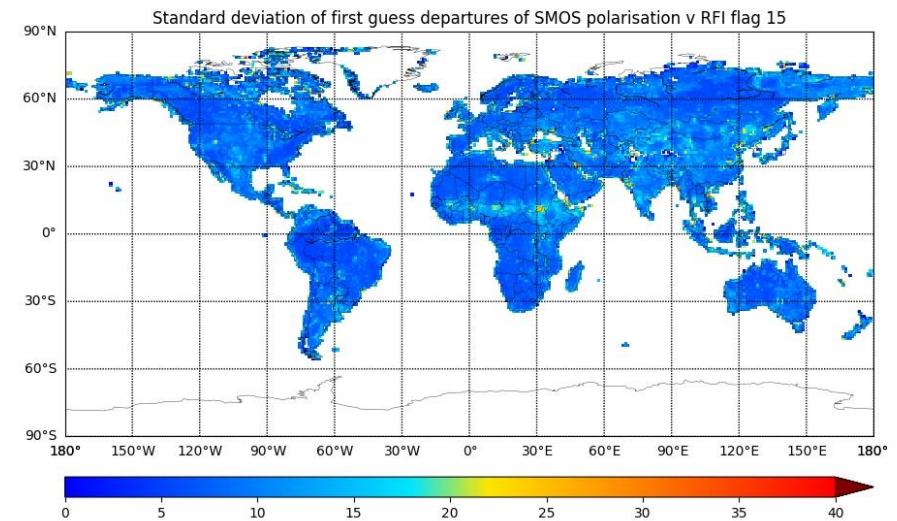 Standard deviation of first guess departures of SMOS polarisation v RFI flag 15
90°N
60°N
30°N
0°
30°S
60°S
90°S
180° 150°W 120°W 90°W 60°W 30°W 0° 30°E 60°E 90°E 120°E 150°E 180°
0 5 10 15 20 25 30 35 40